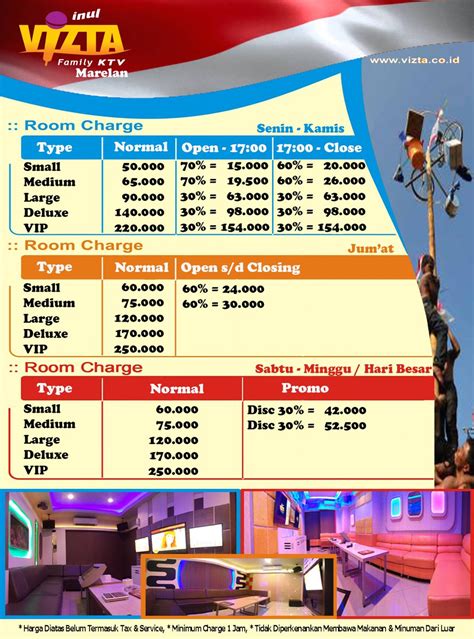 inul
VIZTA
Family KTV
Marelan
www.vizta.co.id
:: Room Charge Senin - Kamis
Type Normal Open - 17:00 17:00 - Close
Small 50.000 70% = 15.000 60% = 20.000
Medium 65.000 70% = 19.500 60% = 26.000
Large 90.000 30% = 63.000 30% = 63.000
Deluxe 140.000 30% = 98.000 30% = 98.000
VIP 220.000 30% = 154.000 30% = 154.000
:: Room Charge Jum'at
Type Normal Open s/d Closing
Small 60.000 60% = 24.000
Medium 75.000 60% = 30.000
Large 120.000
Deluxe 170.000
VIP 250.000
:: Room Charge Sabtu - Minggu / Hari Besar
Type Normal Promo
Small 60.000 Disc 30% = 42.000
Medium 75.000 Disc 30% = 52.500
Large 120.000
Deluxe 170.000
VIP 250.000
* Harga Diatas Belum Termasuk Tax & Service, * Minimum Charge 1 Jam, * Tidak Diperkenankan Membawa Makanan & Minuman Dari Luar